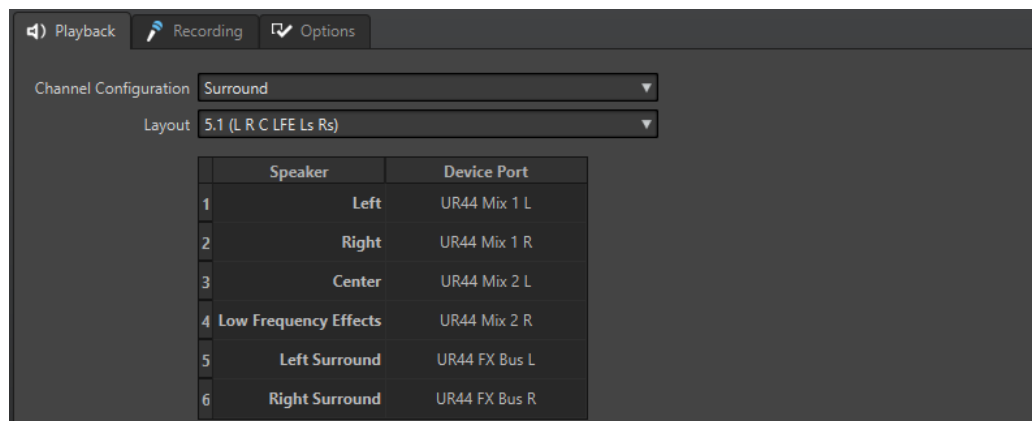 Playback Recording Options
Channel Configuration Surround
Layout 5.1 (L R C LFE Ls Rs)
Speaker Device Port
1 Left UR44 Mix 1 L
2 Right UR44 Mix 1 R
3 Center UR44 Mix 2 L
4 Low Frequency Effects UR44 Mix 2 R
5 Left Surround UR44 FX Bus L
6 Right Surround UR44 FX Bus R